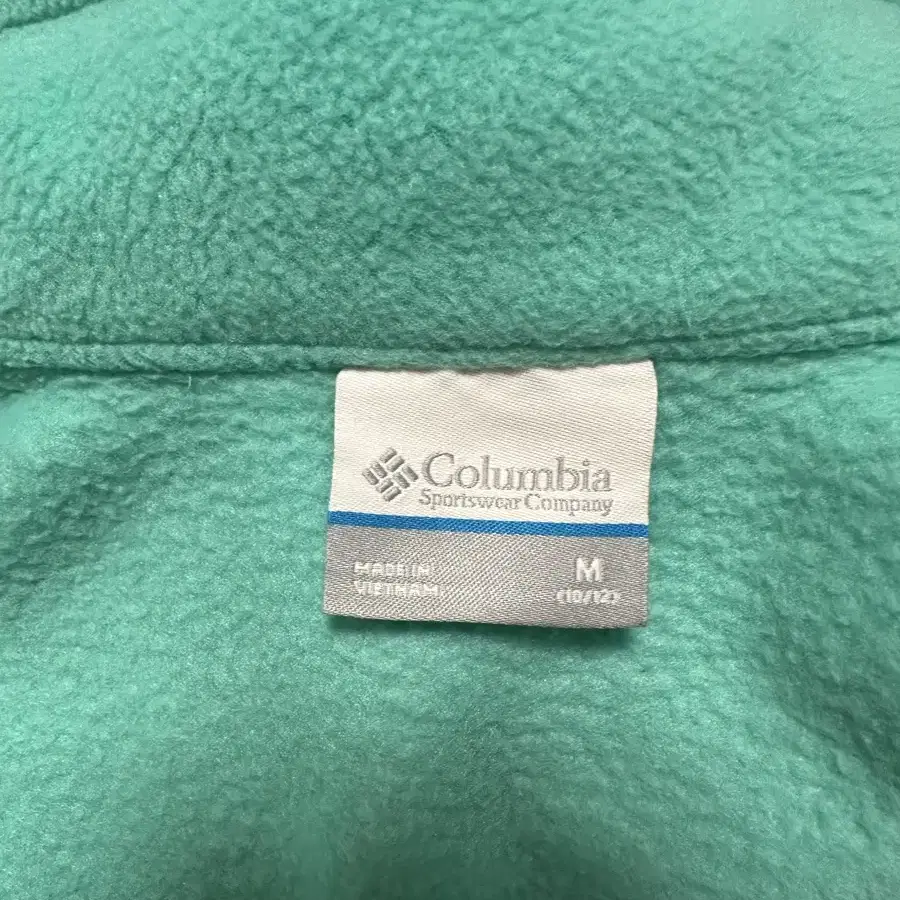 Columbia
Sportswear Company
MADE IN
VIETNAM
M
(10/12)